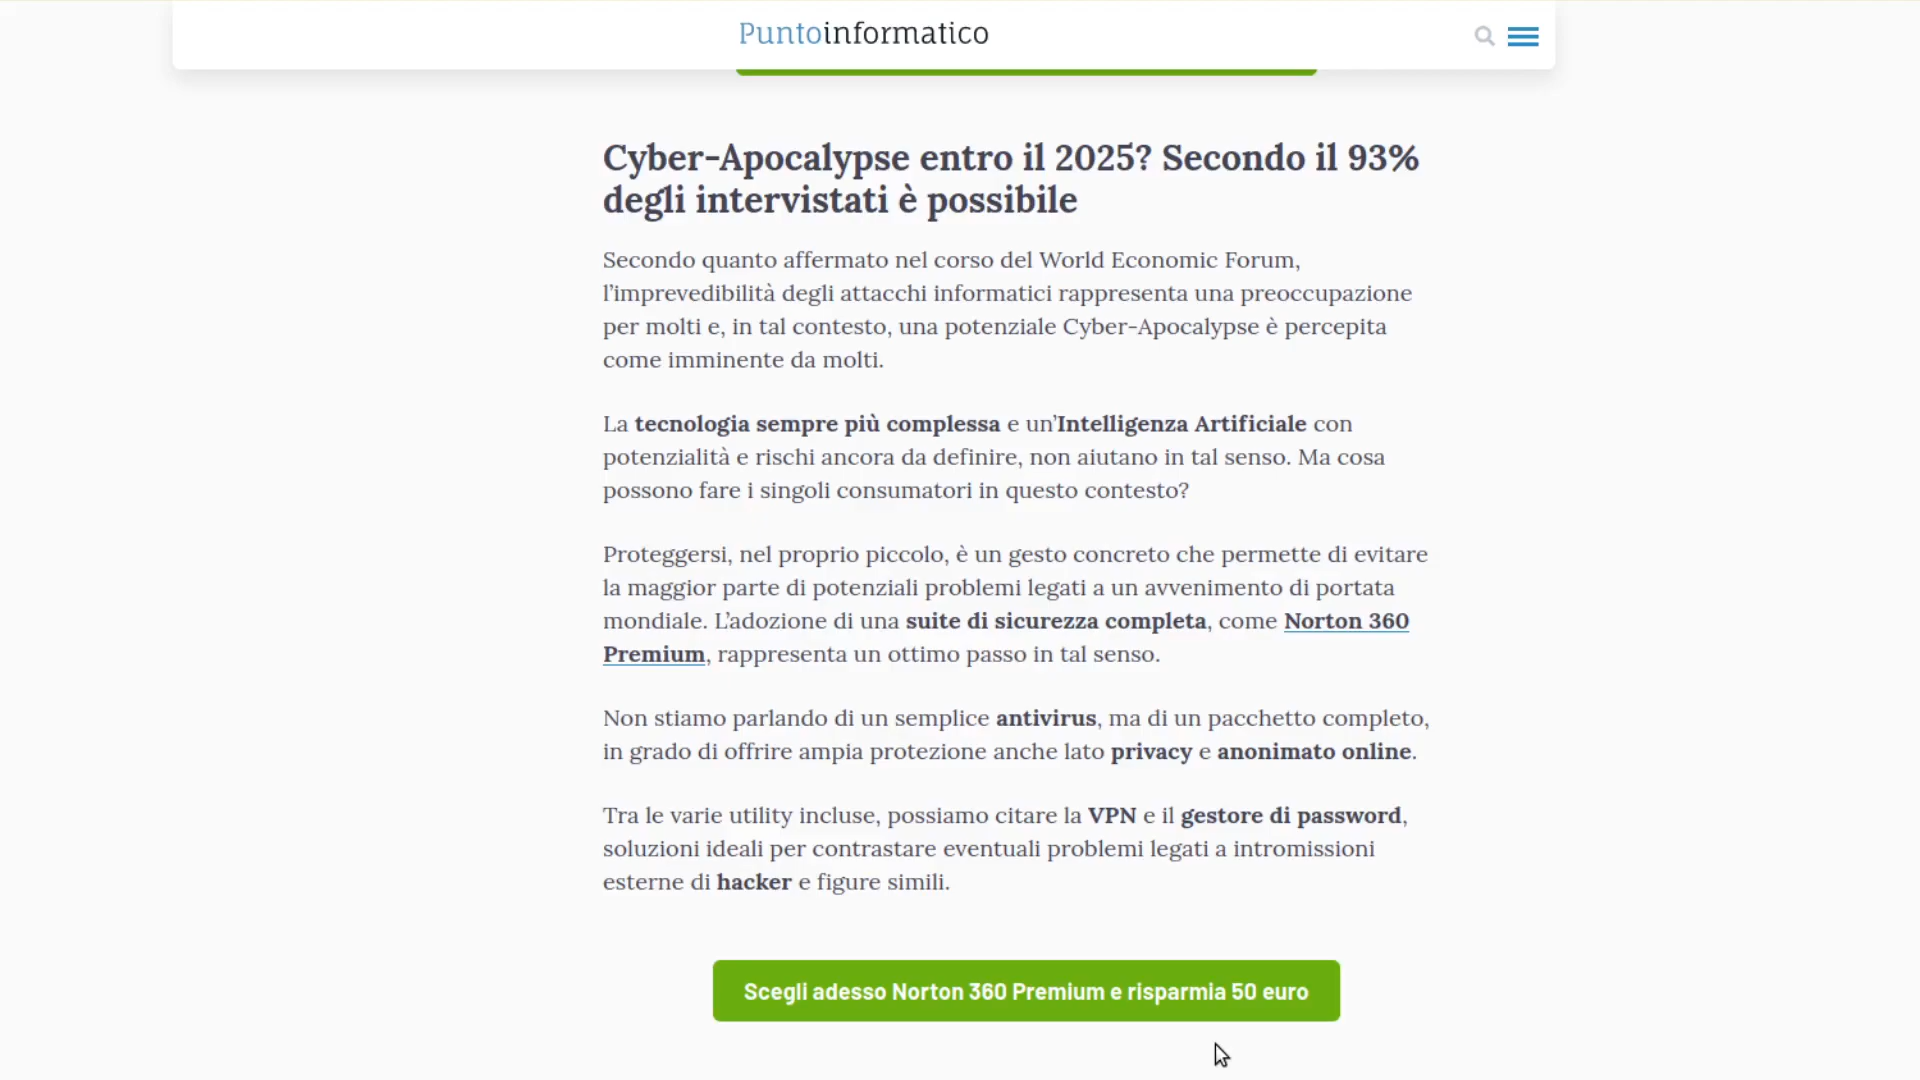 Puntoinformatico
Cyber-Apocalypse entro il 2025? Secondo il 93%
degli intervistati è possibile
Secondo quanto affermato nel corso del World Economic Forum,
l’imprevedibilità degli attacchi informatici rappresenta una preoccupazione
per molti e, in tal contesto, una potenziale Cyber-Apocalypse è percepita
come imminente da molti.
La tecnologia sempre più complessa e un’Intelligenza Artificiale con
potenzialità e rischi ancora da definire, non aiutano in tal senso. Ma cosa
possono fare i singoli consumatori in questo contesto?
Proteggersi, nel proprio piccolo, è un gesto concreto che permette di evitare
la maggior parte di potenziali problemi legati a un avvenimento di portata
mondiale. L’adozione di una suite di sicurezza completa, come Norton 360
Premium, rappresenta un ottimo passo in tal senso.
Non stiamo parlando di un semplice antivirus, ma di un pacchetto completo,
in grado di offrire ampia protezione anche lato privacy e anonimato online.
Tra le varie utility incluse, possiamo citare la VPN e il gestore di password,
soluzioni ideali per contrastare eventuali problemi legati a intromissioni
esterne di hacker e figure simili.
Scegli adesso Norton 360 Premium e risparmia 50 euro